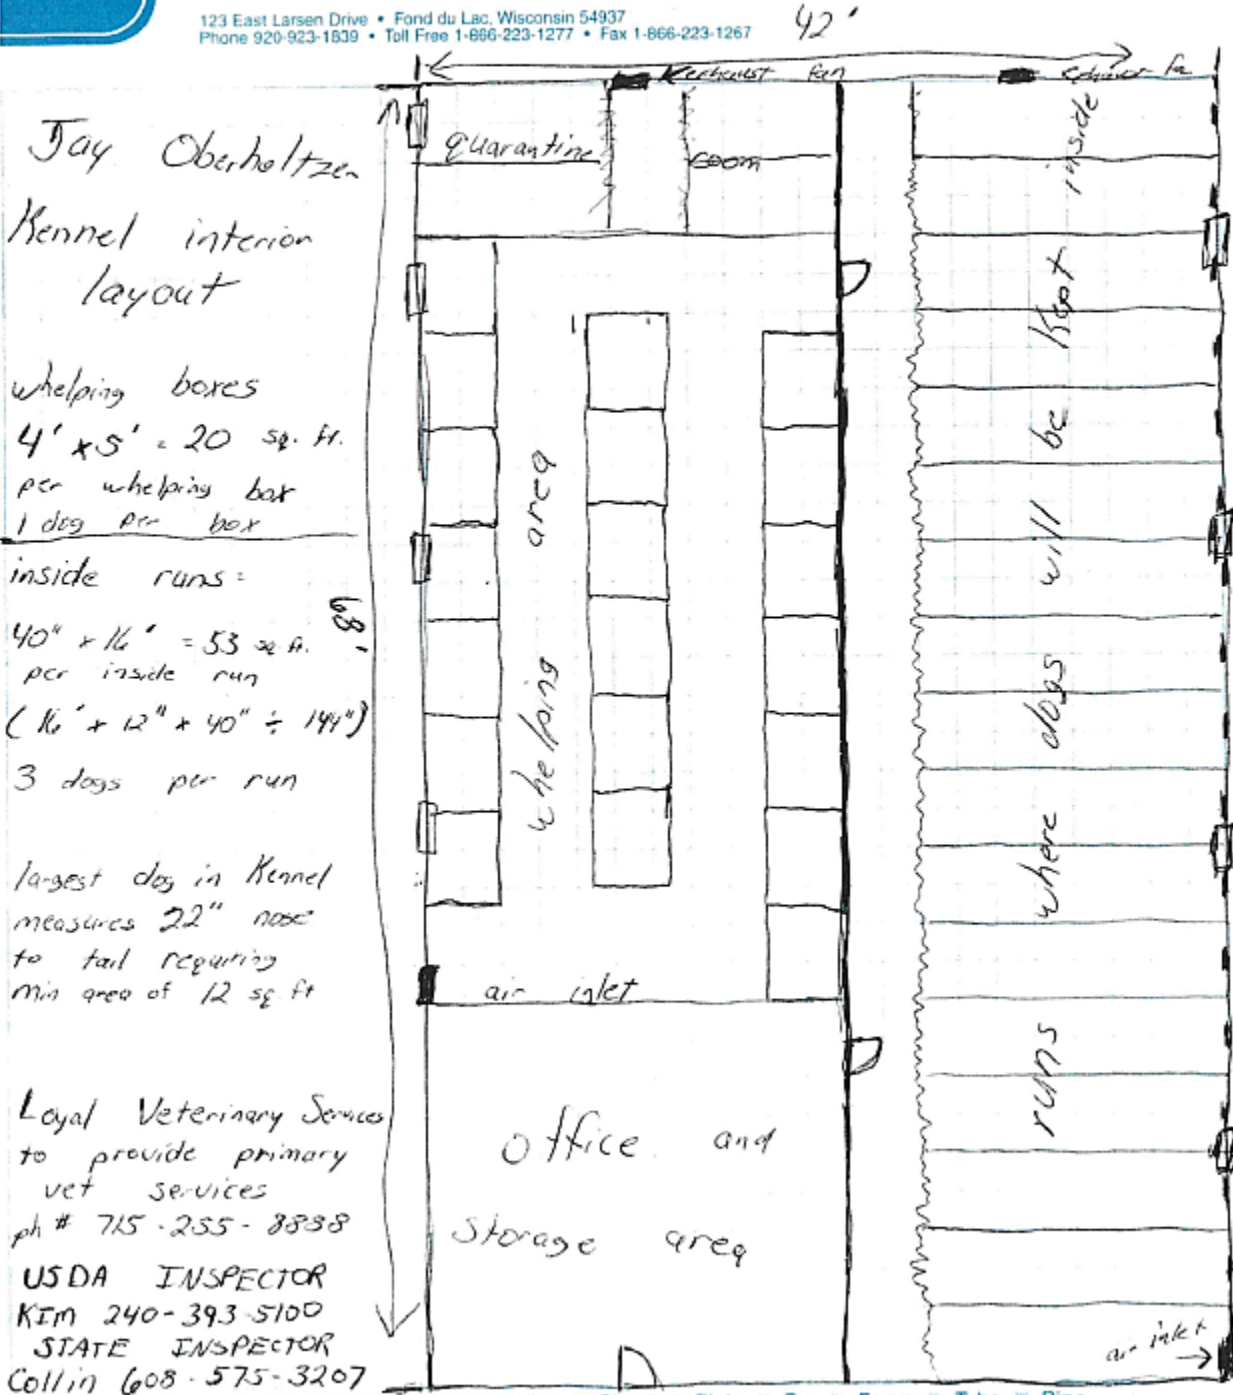 123 East Larsen Drive • Fond du Lac, Wisconsin 54937
Phone 920-923-1839 • Toll Free 1-866-223-1277 • Fax 1-866-223-1267
42'
exhaust fan
Jay Oberholtzer
Kennel interior
layout
whelping boxes
4' x 5' = 20 sq. ft.
per whelping box
1 dog per box
inside runs:
40" x 16' = 53 sq ft.
per inside run
(16' x 12" x 40" ÷ 144")
3 dogs per run
largest dog in Kennel
measures 22" nose
to tail requiring
min area of 12 sq ft
Loyal Veterinary Services
to provide primary
vet services
ph # 715-255-8888
USDA INSPECTOR
KIM 240-393-5100
STATE INSPECTOR
Collin 608-575-3207
68'
quarantine room
whelping area
air inlet
office and
storage area
runs where dogs will be kept inside
air inlet